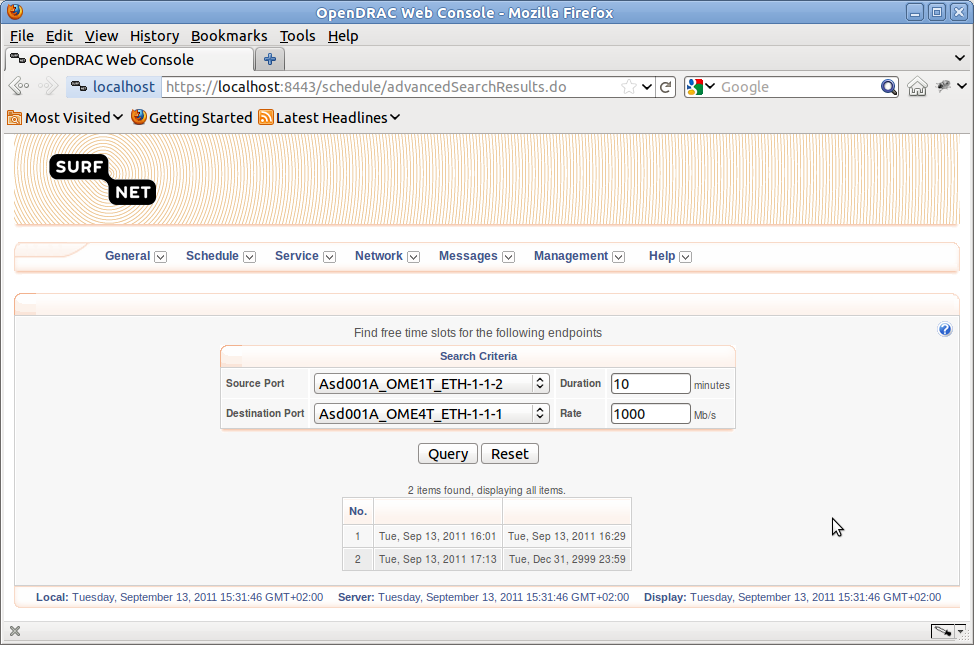 OpenDRAC Web Console - Mozilla Firefox
File Edit View History Bookmarks Tools Help
OpenDRAC Web Console
localhost https://localhost:8443/schedule/advancedSearchResults.do Google
Most Visited Getting Started Latest Headlines
SURF
NET
General Schedule Service Network Messages Management Help
Find free time slots for the following endpoints
Search Criteria
Source Port Asd001A_OME1T_ETH-1-1-2 Duration 10 minutes
Destination Port Asd001A_OME4T_ETH-1-1-1 Rate 1000 Mb/s
Query Reset
2 items found, displaying all items.
No.
1 Tue, Sep 13, 2011 16:01 Tue, Sep 13, 2011 16:29
2 Tue, Sep 13, 2011 17:13 Tue, Dec 31, 2999 23:59
Local: Tuesday, September 13, 2011 15:31:46 GMT+02:00 Server: Tuesday, September 13, 2011 15:31:46 GMT+02:00 Display: Tuesday, September 13, 2011 15:31:46 GMT+02:00